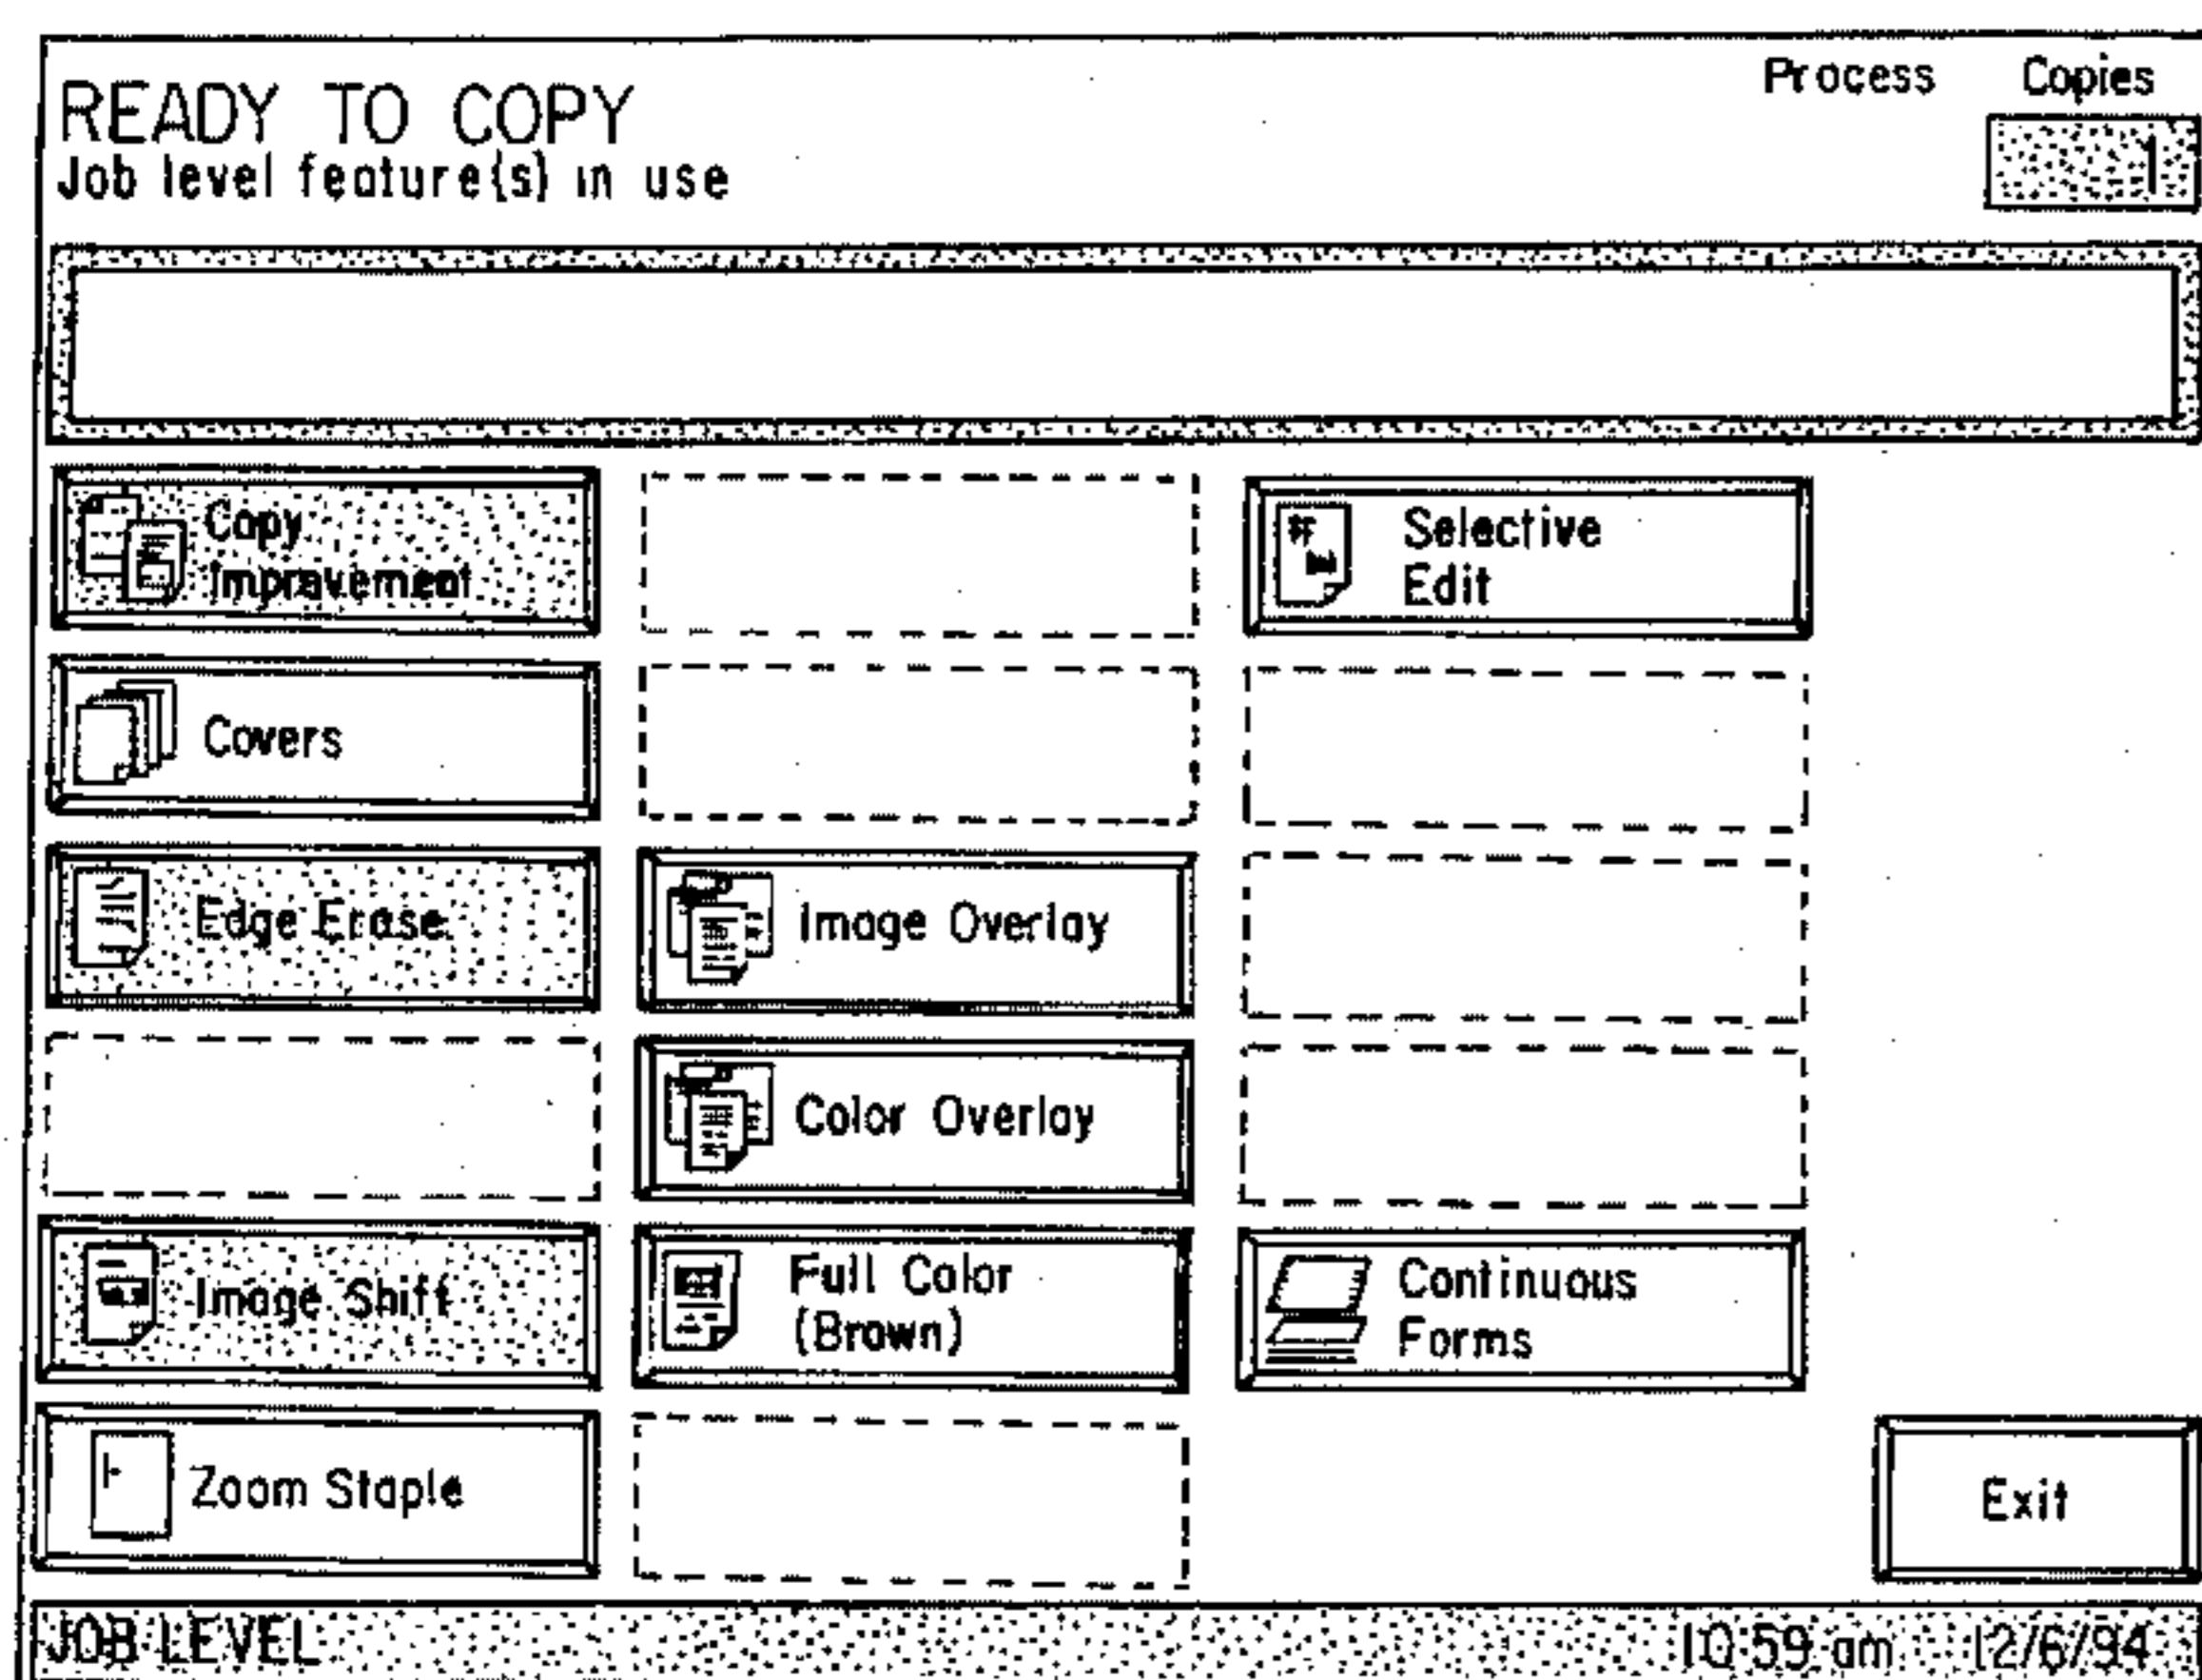 Process Copies
READY TO COPY
Job level feature(s) in use
1
Copy
Improvement
Selective
Edit
Covers
Edge Erase
Image Overlay
Color Overlay
Image Shift
Full Color
(Brown)
Continuous
Forms
Zoom Staple
Exit
JOB LEVEL 10:59 am 12/6/94